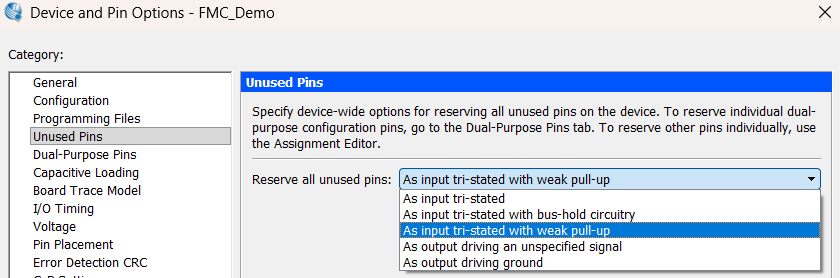 Device and Pin Options - FMC_Demo
Category:
General
Configuration
Programming Files
Unused Pins
Dual-Purpose Pins
Capacitive Loading
Board Trace Model
I/O Timing
Voltage
Pin Placement
Error Detection CRC
Unused Pins
Specify device-wide options for reserving all unused pins on the device. To reserve individual dual-
purpose configuration pins, go to the Dual-Purpose Pins tab. To reserve other pins individually, use
the Assignment Editor.
Reserve all unused pins: As input tri-stated with weak pull-up
As input tri-stated
As input tri-stated with bus-hold circuitry
As input tri-stated with weak pull-up
As output driving an unspecified signal
As output driving ground